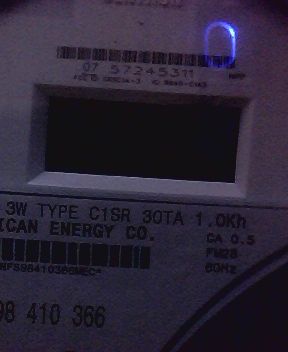 07 57245311
3W TYPE C1SR 30TA 1.0Kh
ICAN ENERGY CO.
CA 0.5
FM2S
60Hz
98 410 366